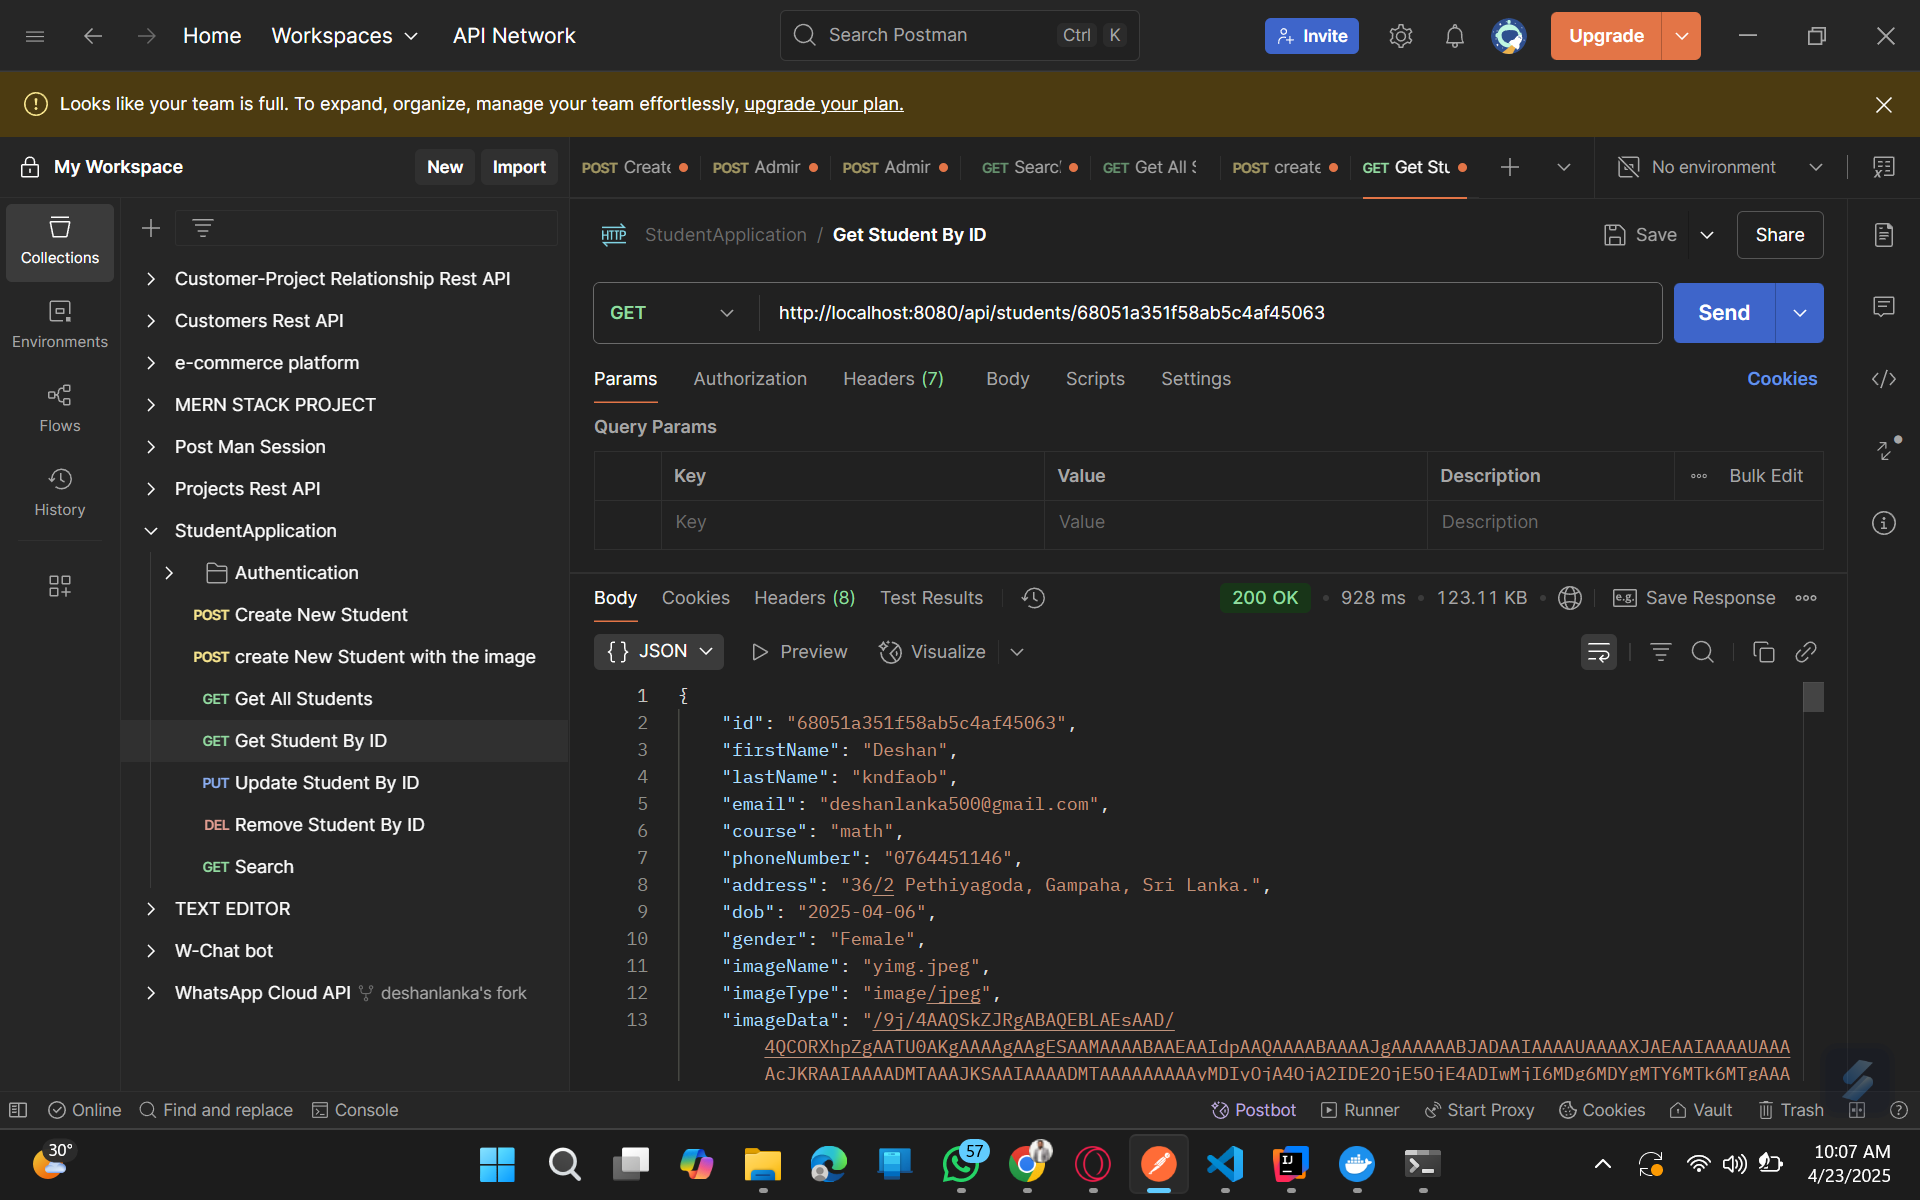 Home
Workspaces
API Network
Search Postman
Ctrl K
Invite
Upgrade
Looks like your team is full. To expand, organize, manage your team effortlessly, upgrade your plan.
My Workspace
New
Import
POST Create
POST Admir
POST Admir
GET Searc
GET Get All S
POST create
GET Get Stu
No environment
Collections
Environments
Flows
History
Customer-Project Relationship Rest API
Customers Rest API
e-commerce platform
MERN STACK PROJECT
Post Man Session
Projects Rest API
StudentApplication
Authentication
POST Create New Student
POST create New Student with the image
GET Get All Students
GET Get Student By ID
PUT Update Student By ID
DEL Remove Student By ID
GET Search
TEXT EDITOR
W-Chat bot
WhatsApp Cloud API deshanlanka's fork
HTTP StudentApplication / Get Student By ID
Save
Share
GET
http://localhost:8080/api/students/68051a351f58ab5c4af45063
Send
Params Authorization Headers (7) Body Scripts Settings
Cookies
Query Params
Key Value Description Bulk Edit
Key Value Description
Body Cookies Headers (8) Test Results
200 OK • 928 ms • 123.11 KB • e.g. Save Response
{} JSON Preview Visualize
1 {
2 "id": "68051a351f58ab5c4af45063",
3 "firstName": "Deshan",
4 "lastName": "kndfaob",
5 "email": "deshanlanka500@gmail.com",
6 "course": "math",
7 "phoneNumber": "0764451146",
8 "address": "36/2 Pethiyagoda, Gampaha, Sri Lanka.",
9 "dob": "2025-04-06",
10 "gender": "Female",
11 "imageName": "yimg.jpeg",
12 "imageType": "image/jpeg",
13 "imageData": "/9j/4AAQSkZJRgABAQEBLAEsAAD/
4QCORXhpZgAATU0AKgAAAAgAAgESAAMAAAABAAEAAIdpAAQAAAABAAAAJgAAAAAABJADAAIAAAAUAAAAXJAEAAIAAAAUAAA
AcJKRAAIAAAADMTAAAJKSAAIAAAADMTAAAAAAAAAyMDIyOjA4OjA2IDE2OjE5OjE4ADIwMjI6MDg6MDYgMTY6MTk6MTgAAA
Online
Find and replace
Console
Postbot
Runner
Start Proxy
Cookies
Vault
Trash
30°
57
IJ
10:07 AM
4/23/2025